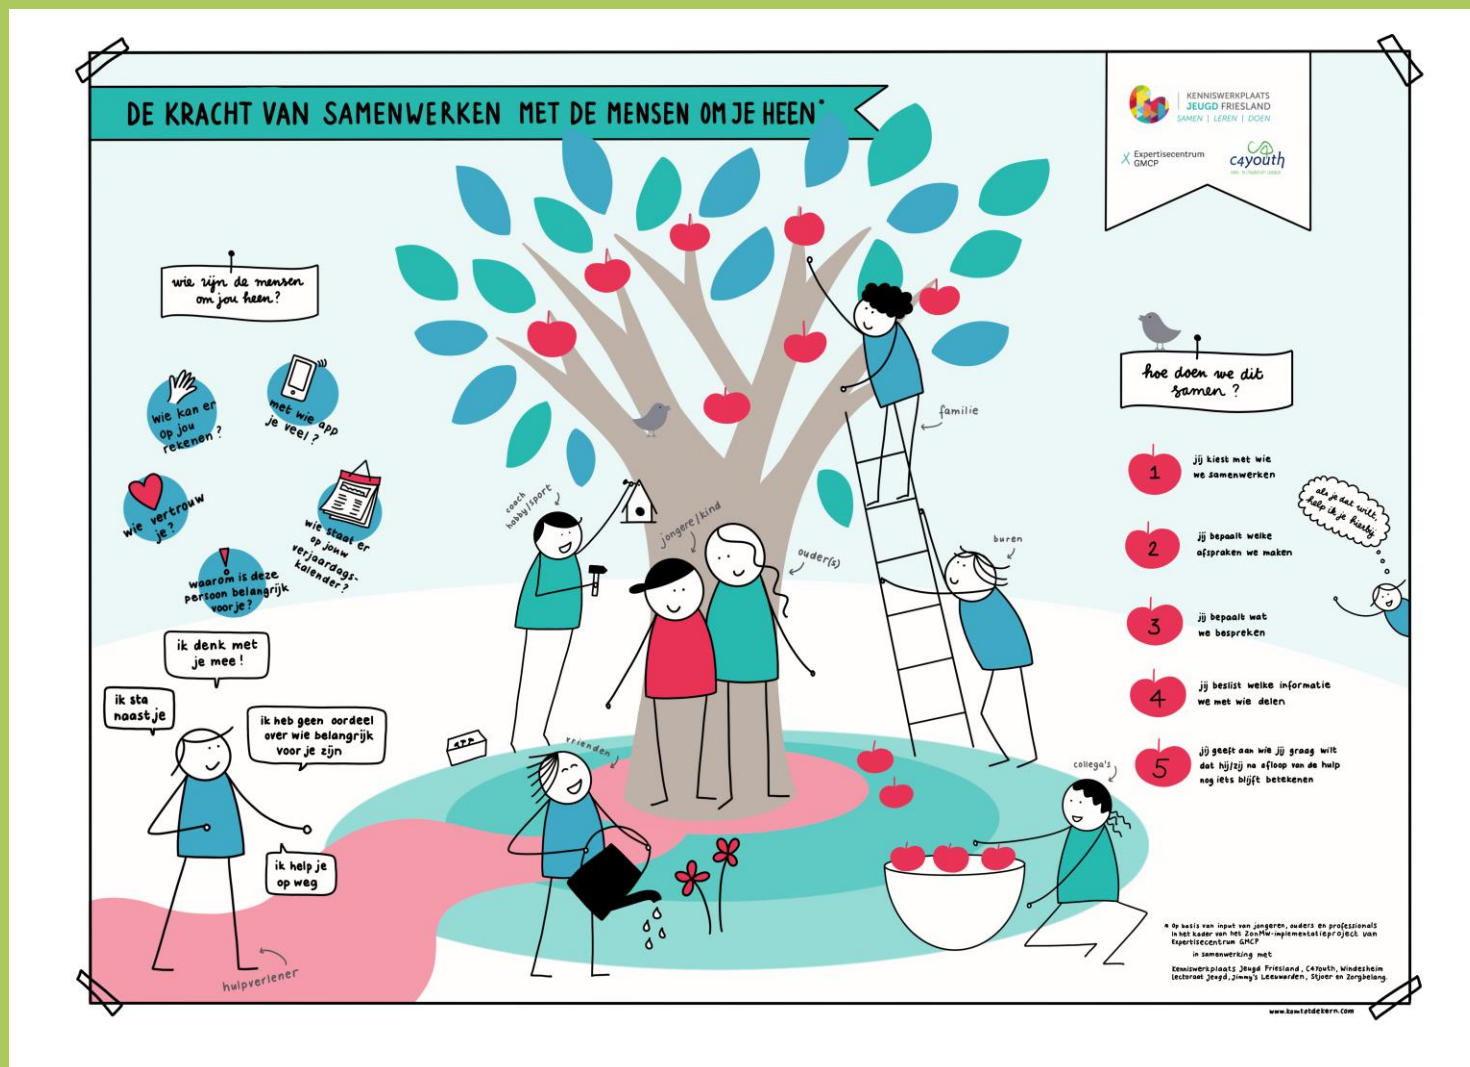 DE KRACHT VAN SAMENWERKEN MET DE MENSEN OM JE HEEN*
KENNISWERKPLAATS
JEUGD FRIESLAND
SAMEN | LEREN | DOEN
Expertisecentrum
GMCP
C4youth
wie zijn de mensen
om jou heen?
wie kan er
op jou
rekenen?
met wie app
je veel?
wie vertrouw
je?
wie staat er
op jouw
verjaardags-
kalender?
waarom is deze
persoon belangrijk
voor je?
ik denk met
je mee!
ik sta
naast je
ik heb geen oordeel
over wie belangrijk
voor je zijn
ik help je
op weg
hulpverlener
coach
hobby/sport
jongere/kind
ouder(s)
familie
buren
vrienden
collega's
hoe doen we dit
samen?
1
jij kiest met wie
we samenwerken
2
jij bepaalt welke
afspraken we maken
3
jij bepaalt wat
we bespreken
4
jij beslist welke informatie
we met wie delen
5
jij geeft aan wie jij graag wilt
dat hij/zij na afloop van de hulp
nog iets blijft betekenen
als je dat wilt,
help ik je hierbij
* Op basis van input van jongeren, ouders en professionals
in het kader van het ZonMw-implementatieproject van
Expertisecentrum GMCP
in samenwerking met
Kenniswerkplaats Jeugd Friesland, C4Youth, Windesheim
lectoraat Jeugd, Jimmy's Leeuwarden, Stjoer en Zorgbelang.
www.komtotdekern.com